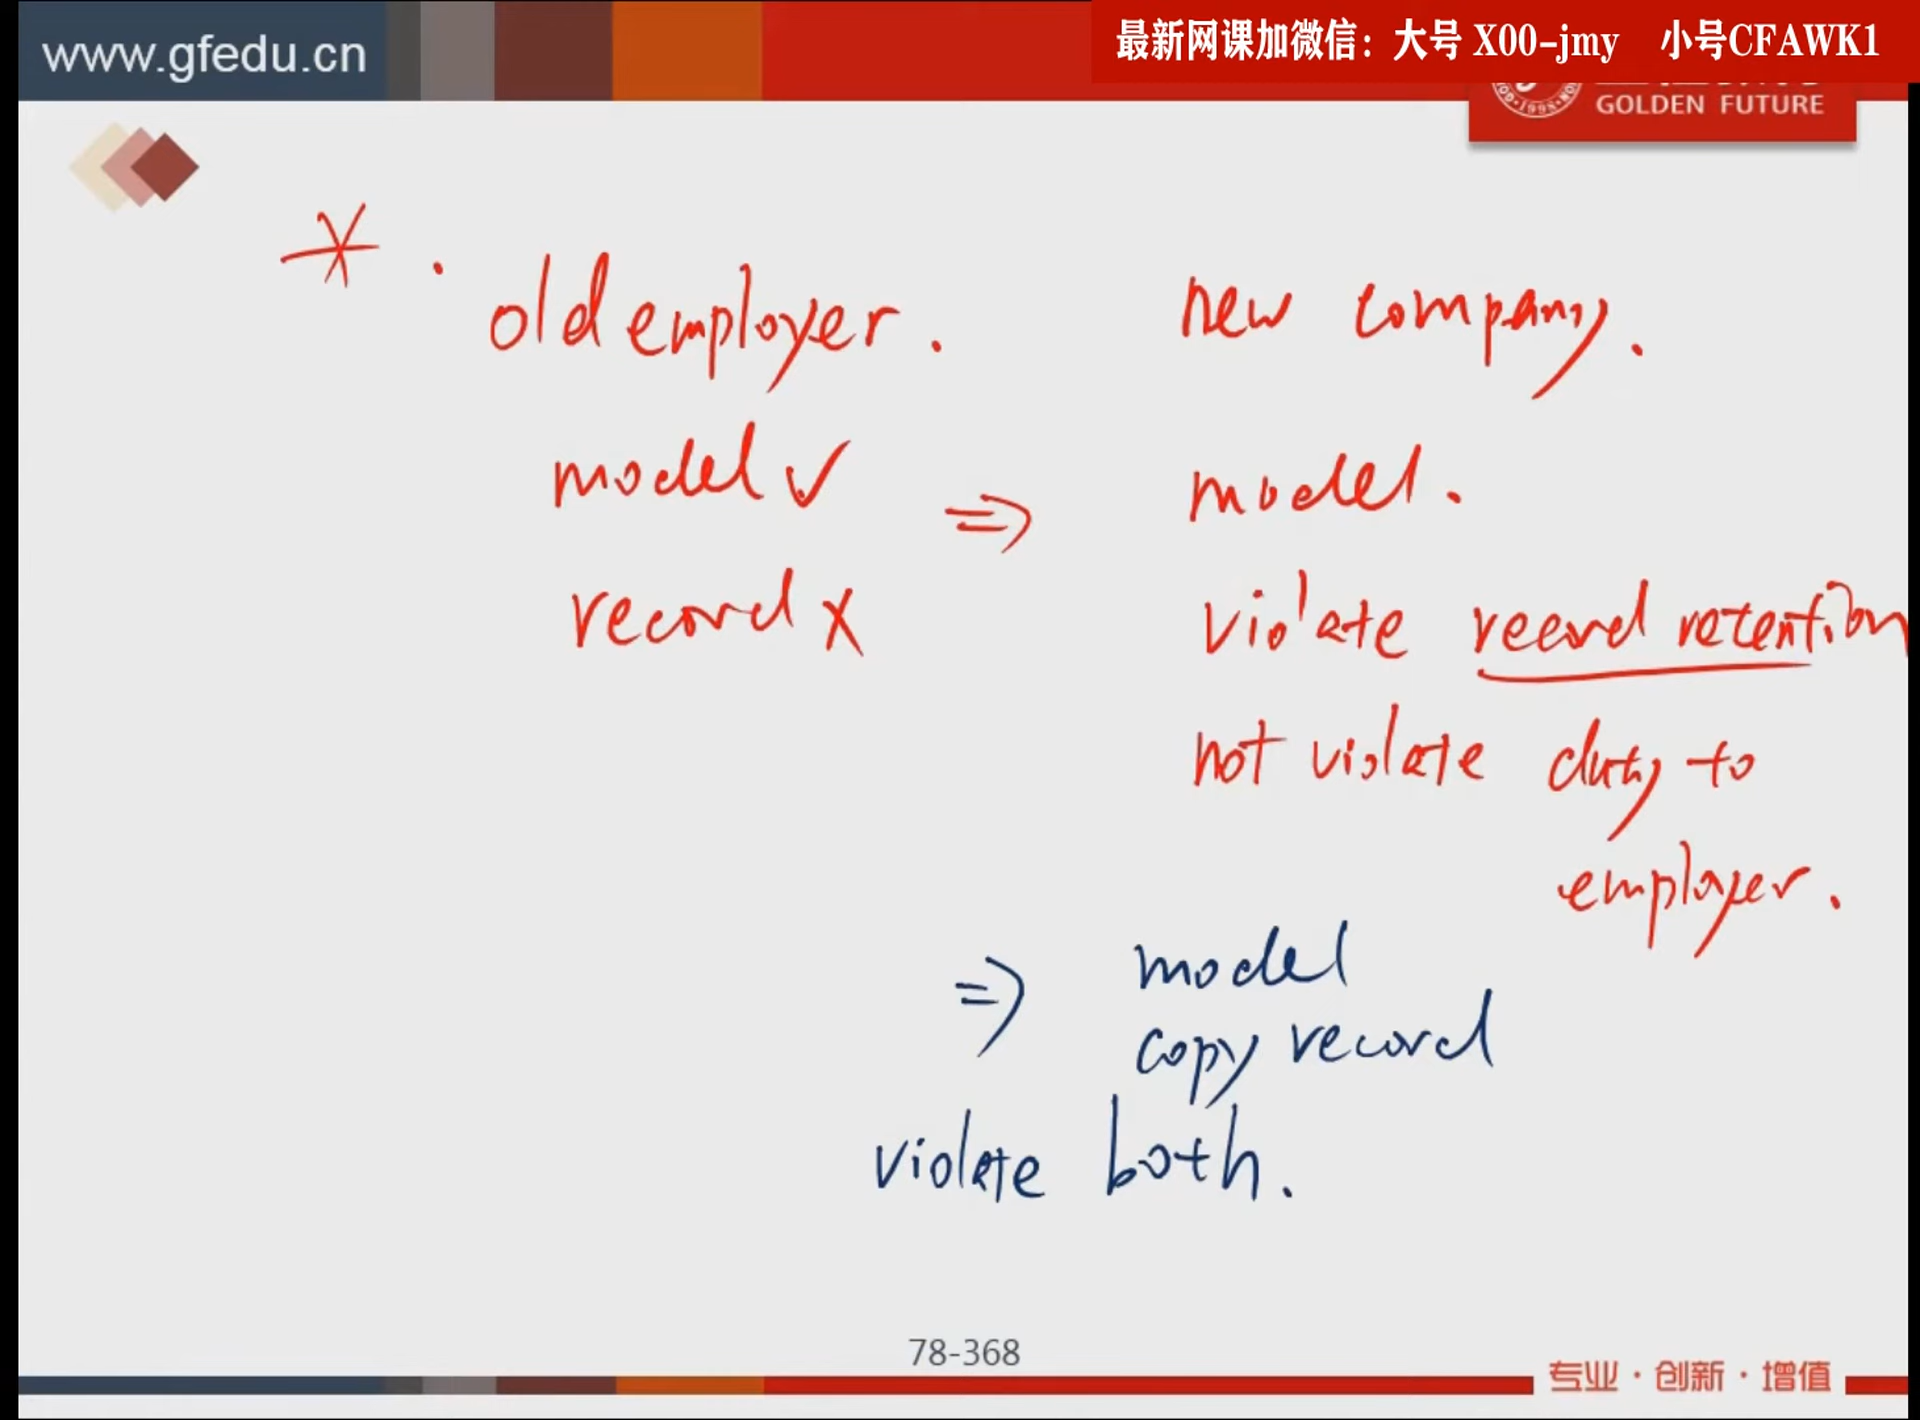 www.gfedu.cn
最新网课加微信：大号 X00-jmy 小号CFAWK1
GOLDEN FUTURE
old employer.
new company.
model ✓ ⇒ model.
record x
violate record retention
not violate duty to
employer.
⇒ model
copy record
violate both.
78-368
专业·创新·增值